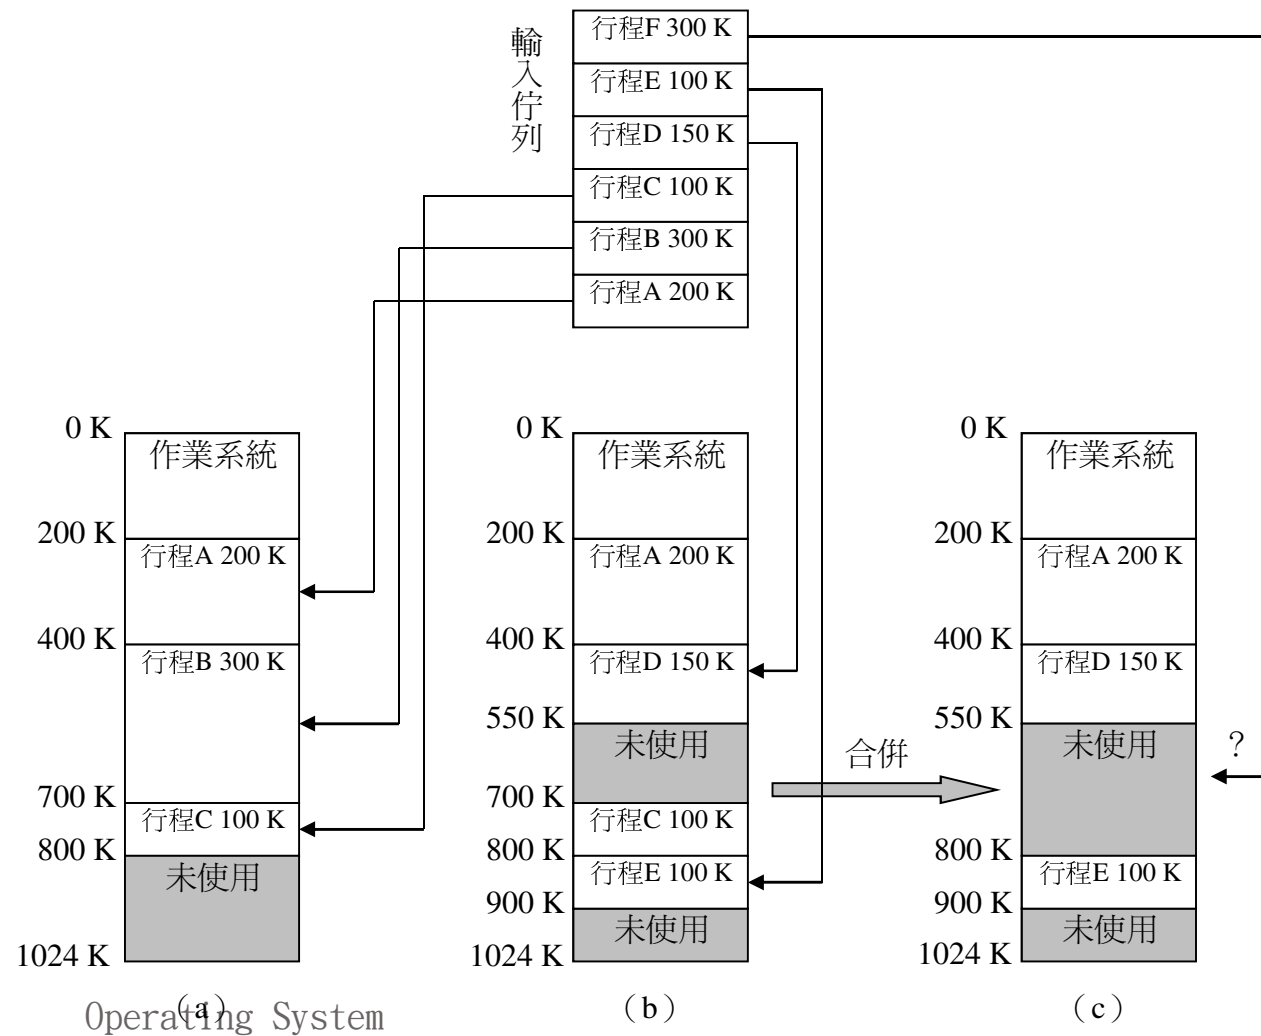 輸入佇列
行程F 300 K
行程E 100 K
行程D 150 K
行程C 100 K
行程B 300 K
行程A 200 K
0 K
作業系統
200 K
行程A 200 K
400 K
行程B 300 K
700 K
行程C 100 K
800 K
未使用
1024 K
(a)
0 K
作業系統
200 K
行程A 200 K
400 K
行程D 150 K
550 K
未使用
700 K
行程C 100 K
800 K
行程E 100 K
900 K
未使用
1024 K
(b)
合併
0 K
作業系統
200 K
行程A 200 K
400 K
行程D 150 K
550 K
未使用
?
800 K
行程E 100 K
900 K
未使用
1024 K
(c)
Operating System